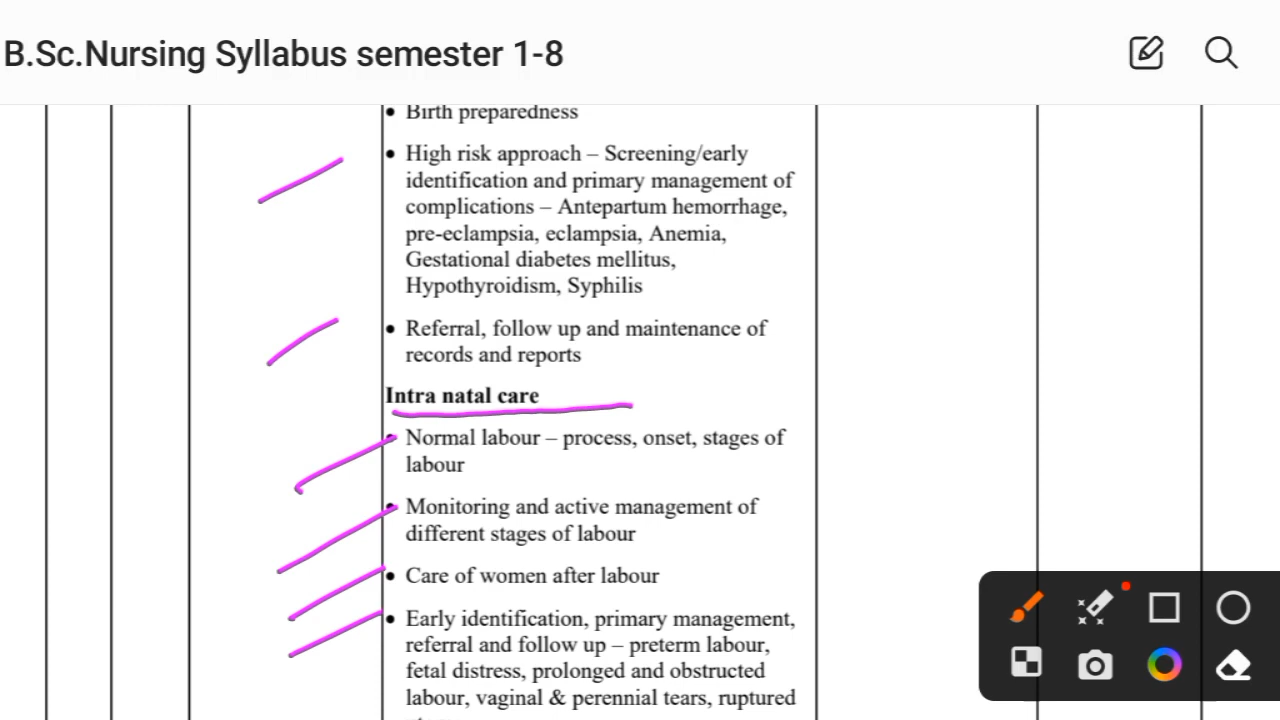 B.Sc.Nursing Syllabus semester 1-8
• Birth preparedness
• High risk approach – Screening/early
identification and primary management of
complications – Antepartum hemorrhage,
pre-eclampsia, eclampsia, Anemia,
Gestational diabetes mellitus,
Hypothyroidism, Syphilis
• Referral, follow up and maintenance of
records and reports
Intra natal care
• Normal labour – process, onset, stages of
labour
• Monitoring and active management of
different stages of labour
• Care of women after labour
• Early identification, primary management,
referral and follow up – preterm labour,
fetal distress, prolonged and obstructed
labour, vaginal & perennial tears, ruptured